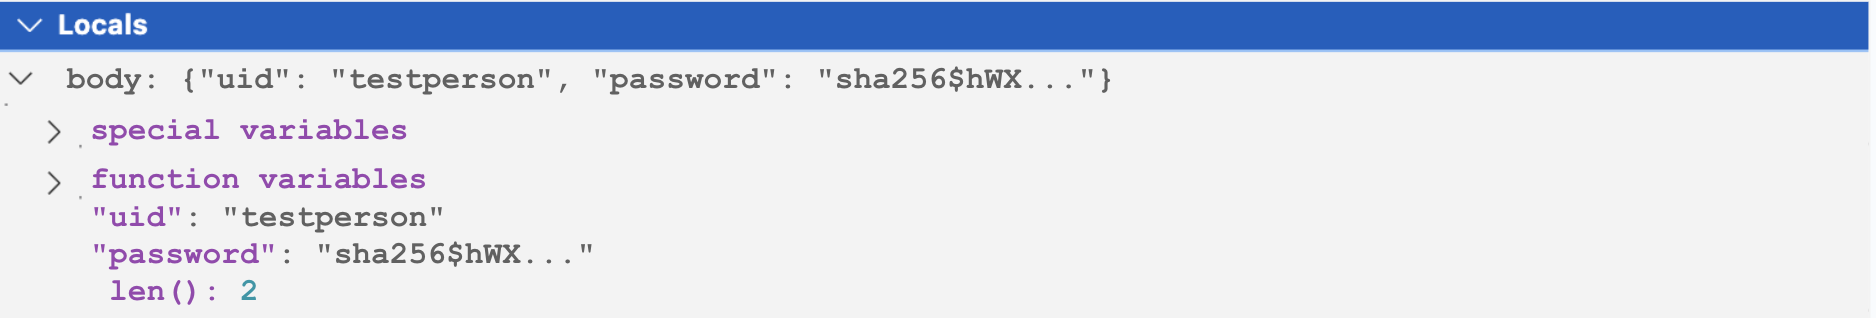 Locals
body: {"uid": "testperson", "password": "sha256$hWX..."}
special variables
function variables
"uid": "testperson"
"password": "sha256$hWX..."
len(): 2